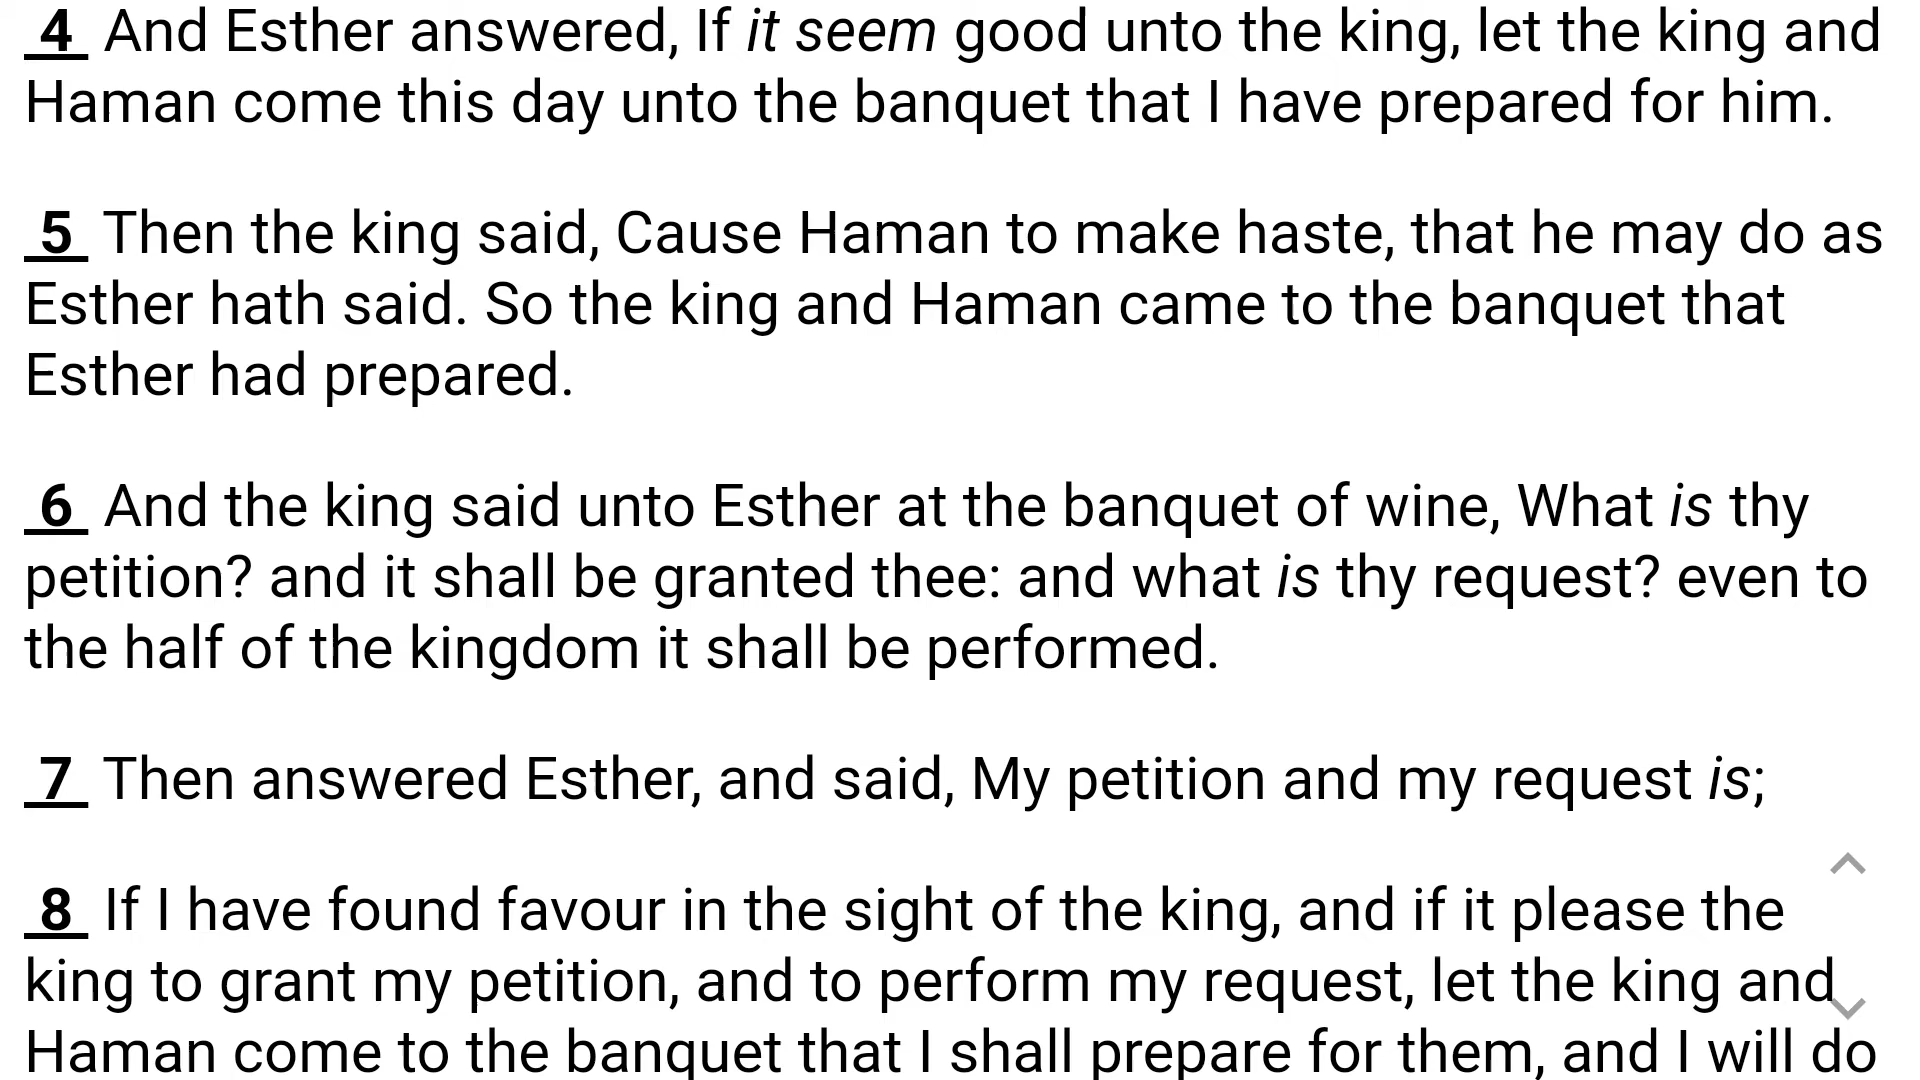 4 And Esther answered, If it seem good unto the king, let the king and
Haman come this day unto the banquet that I have prepared for him.
5 Then the king said, Cause Haman to make haste, that he may do as
Esther hath said. So the king and Haman came to the banquet that
Esther had prepared.
6 And the king said unto Esther at the banquet of wine, What is thy
petition? and it shall be granted thee: and what is thy request? even to
the half of the kingdom it shall be performed.
7 Then answered Esther, and said, My petition and my request is;
8 If I have found favour in the sight of the king, and if it please the
king to grant my petition, and to perform my request, let the king and
Haman come to the banquet that I shall prepare for them, and I will do